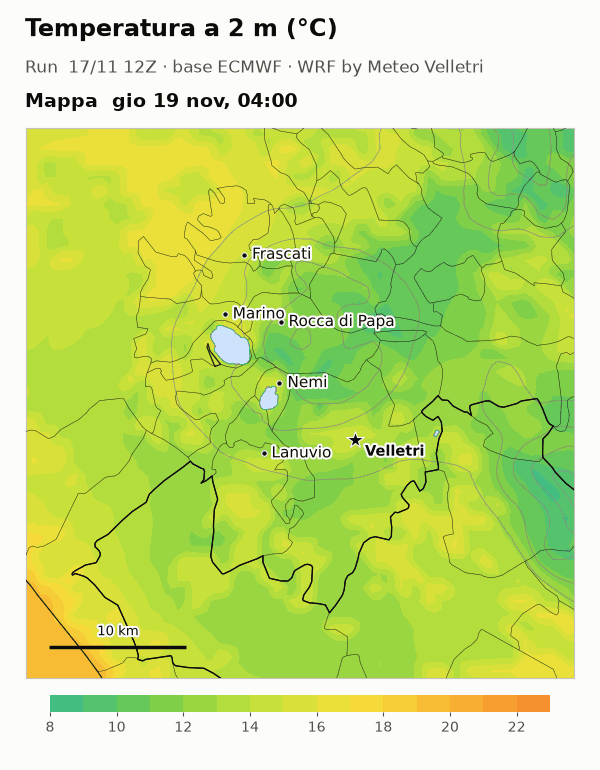 Temperatura a 2 m (°C)
Run  17/11 12Z · base ECMWF · WRF by Meteo Velletri
Mappa  gio 19 nov, 04:00
Frascati
Marino
Rocca di Papa
Nemi
Velletri
Lanuvio
10 km
8 10 12 14 16 18 20 22